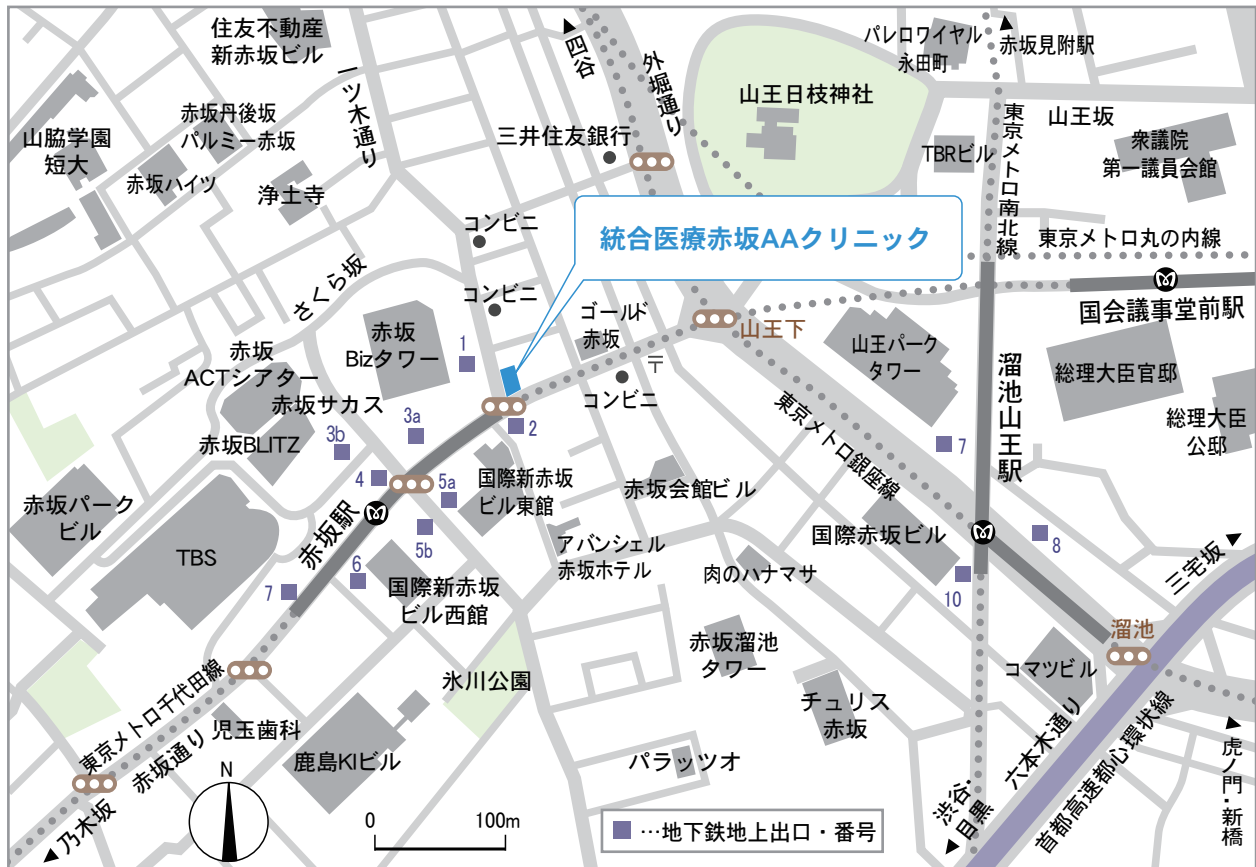 住友不動産
新赤坂ビル
一ツ木通り
▲四谷
外堀通り
パレロワイヤル
永田町
▲赤坂見附駅
山王日枝神社
三井住友銀行
赤坂丹後坂
パルミー赤坂
山脇学園
短大
赤坂ハイツ
浄土寺
TBRビル
東京メトロ南北線
山王坂
衆議院
第一議員会館
コンビニ
統合医療赤坂AAクリニック
東京メトロ丸の内線
さくら坂
コンビニ
国会議事堂前駅
ゴールド
赤坂
山王下
赤坂
Bizタワー
1
〒
コンビニ
山王パーク
タワー
溜池山王駅
総理大臣官邸
総理大臣
公邸
赤坂
ACTシアター
赤坂サカス
赤坂BLITZ
3b
3a
2
4
5a
5b
国際新赤坂
ビル東館
赤坂会館ビル
東京メトロ銀座線
7
赤坂パーク
ビル
TBS
赤坂駅
7
6
国際新赤坂
ビル西館
アバンシェル
赤坂ホテル
肉のハナマサ
国際赤坂ビル
8
10
三宅坂▲
溜池
コマツビル
赤坂溜池
タワー
チュリス
赤坂
氷川公園
東京メトロ千代田線
赤坂通り
児玉歯科
鹿島KIビル
パラッツオ
六本木通り
首都高速都心環状線
▲虎ノ門・新橋
渋谷・
▼目黒
▲乃木坂
N
0
100m
■…地下鉄地上出口・番号